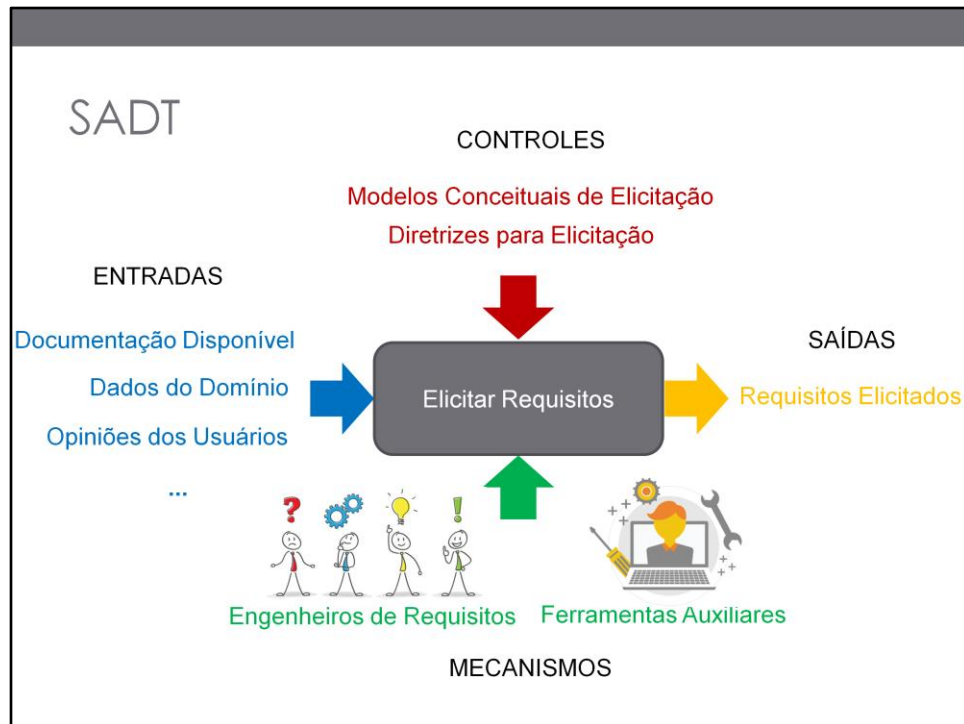 SADT
CONTROLES
Modelos Conceituais de Elicitação
Diretrizes para Elicitação
ENTRADAS
Documentação Disponível
Dados do Domínio
Opiniões dos Usuários
...
Elicitar Requisitos
SAÍDAS
Requisitos Elicitados
?
!
Engenheiros de Requisitos
Ferramentas Auxiliares
MECANISMOS